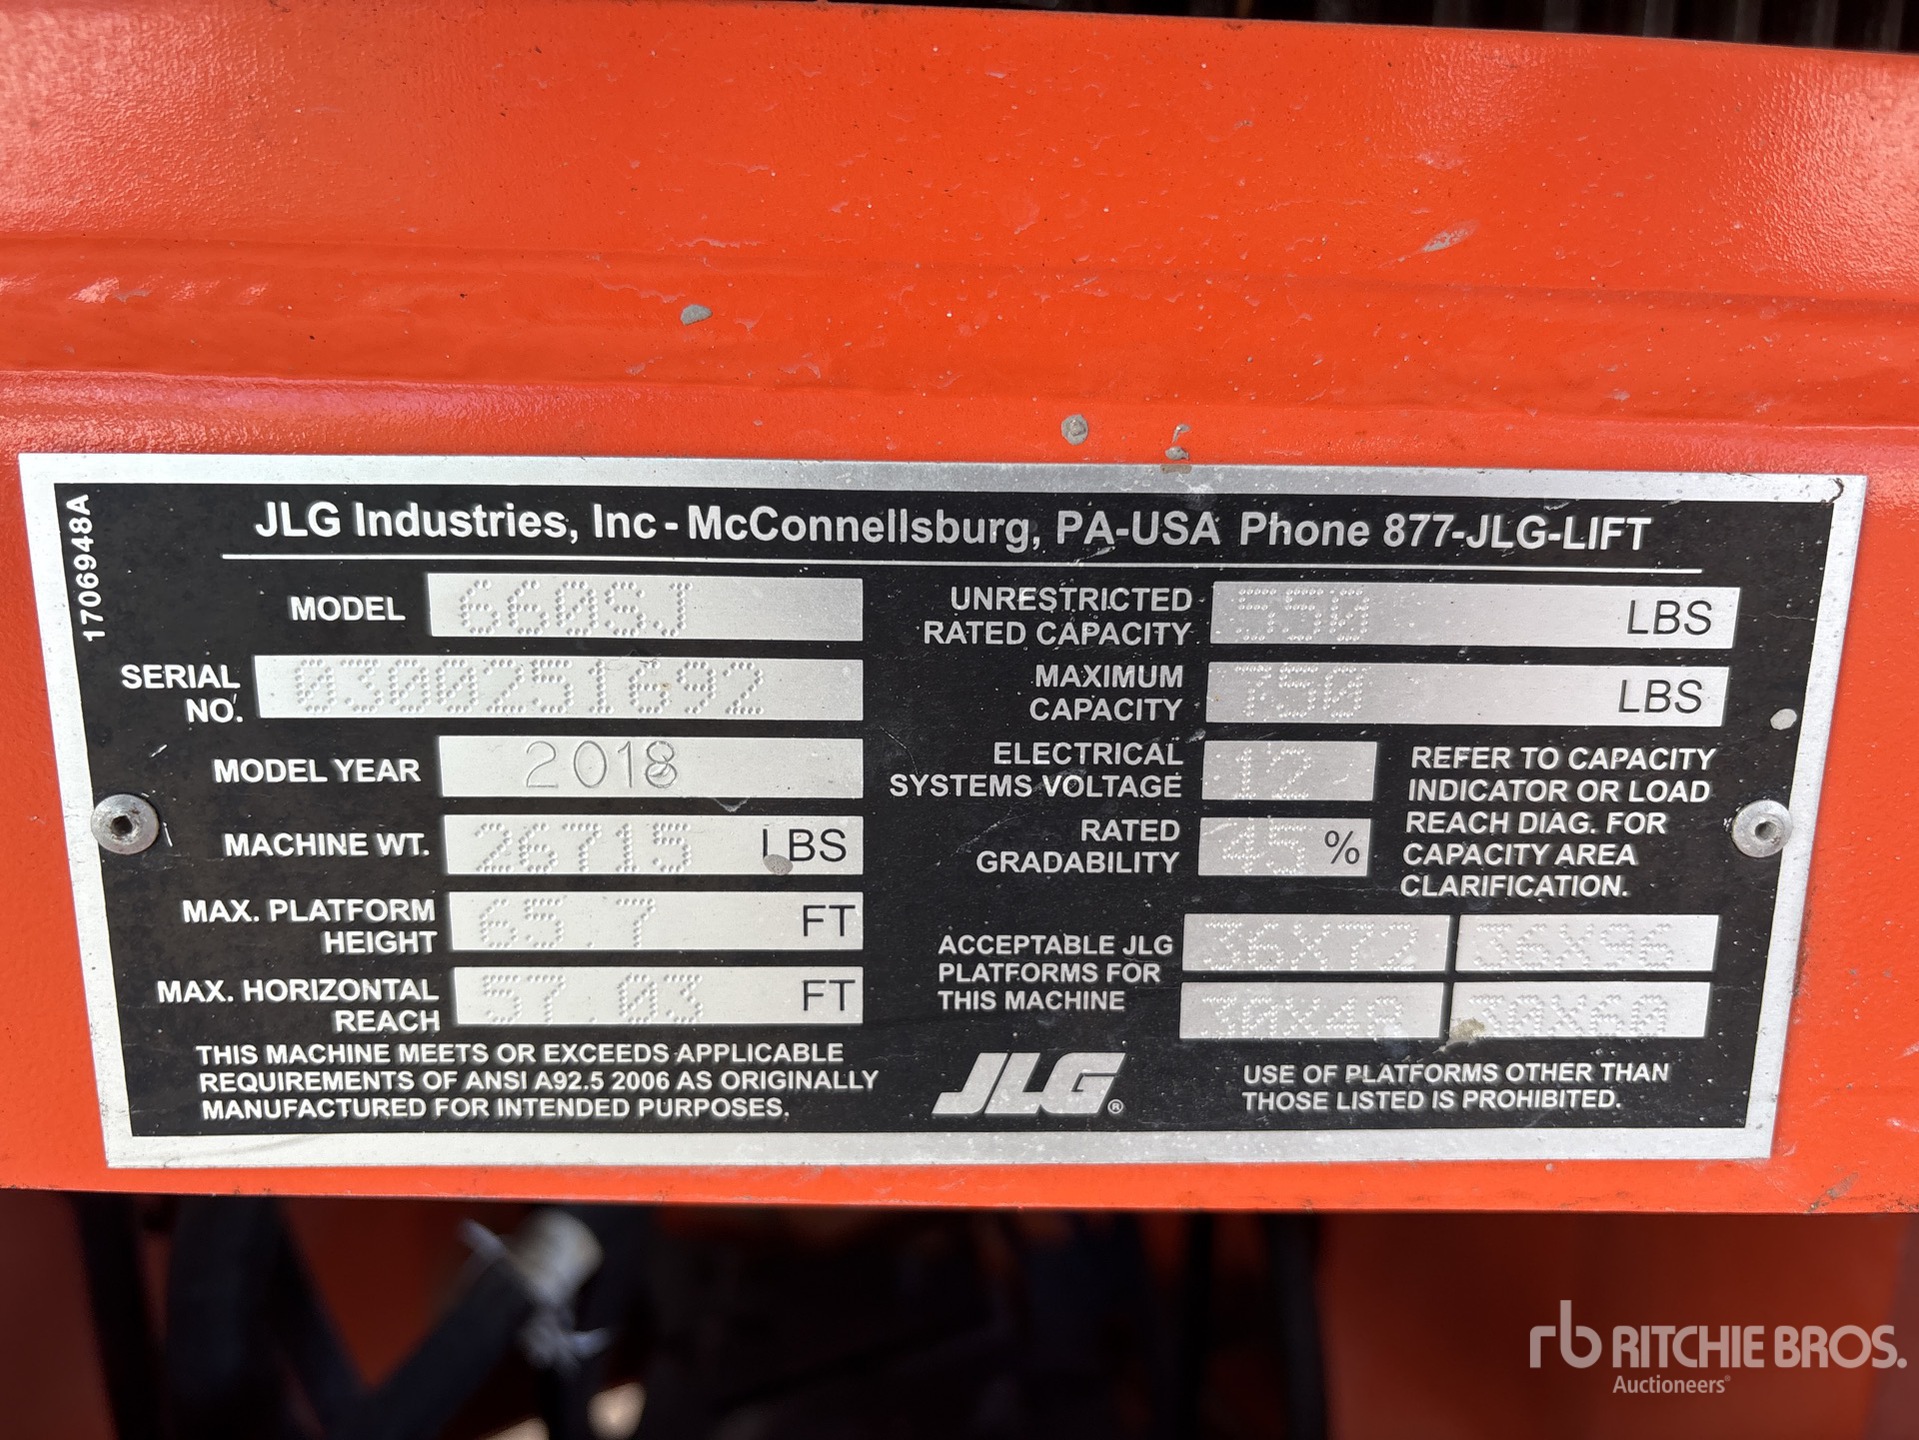 17069948A
JLG Industries, Inc - McConnellsburg, PA-USA Phone 877-JLG-LIFT
MODEL 660SJ
SERIAL NO. 0300251692
MODEL YEAR 2018
MACHINE WT. 26715 LBS
MAX. PLATFORM HEIGHT 65.7 FT
MAX. HORIZONTAL REACH 57.03 FT
THIS MACHINE MEETS OR EXCEEDS APPLICABLE
REQUIREMENTS OF ANSI A92.5 2006 AS ORIGINALLY
MANUFACTURED FOR INTENDED PURPOSES.
UNRESTRICTED RATED CAPACITY 550 LBS
MAXIMUM CAPACITY 750 LBS
ELECTRICAL SYSTEMS VOLTAGE 12
RATED GRADABILITY 45 %
REFER TO CAPACITY
INDICATOR OR LOAD
REACH DIAG. FOR
CAPACITY AREA
CLARIFICATION.
ACCEPTABLE JLG
PLATFORMS FOR
THIS MACHINE
36X72 36X96
30X48 30X60
JLG®
USE OF PLATFORMS OTHER THAN
THOSE LISTED IS PROHIBITED.
rb RITCHIE BROS.
Auctioneers®